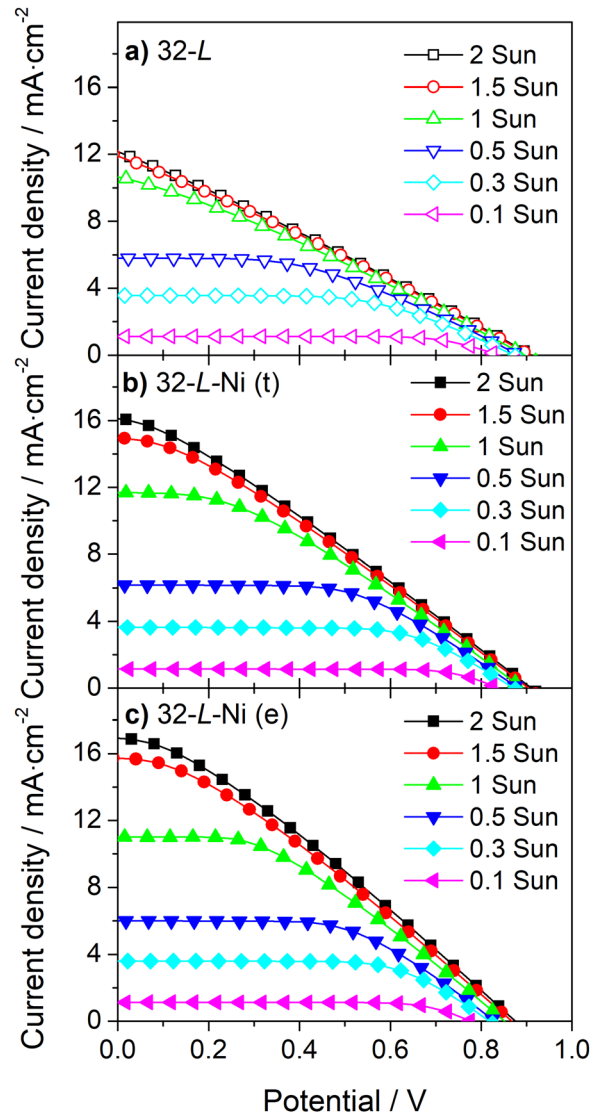 a) 32-L
2 Sun
1.5 Sun
1 Sun
0.5 Sun
0.3 Sun
0.1 Sun
16
12
8
4
0
Current density / mA·cm⁻²
b) 32-L-Ni (t)
2 Sun
1.5 Sun
1 Sun
0.5 Sun
0.3 Sun
0.1 Sun
16
12
8
4
0
Current density / mA·cm⁻²
c) 32-L-Ni (e)
2 Sun
1.5 Sun
1 Sun
0.5 Sun
0.3 Sun
0.1 Sun
16
12
8
4
0
Current density / mA·cm⁻²
0.0 0.2 0.4 0.6 0.8 1.0
Potential / V